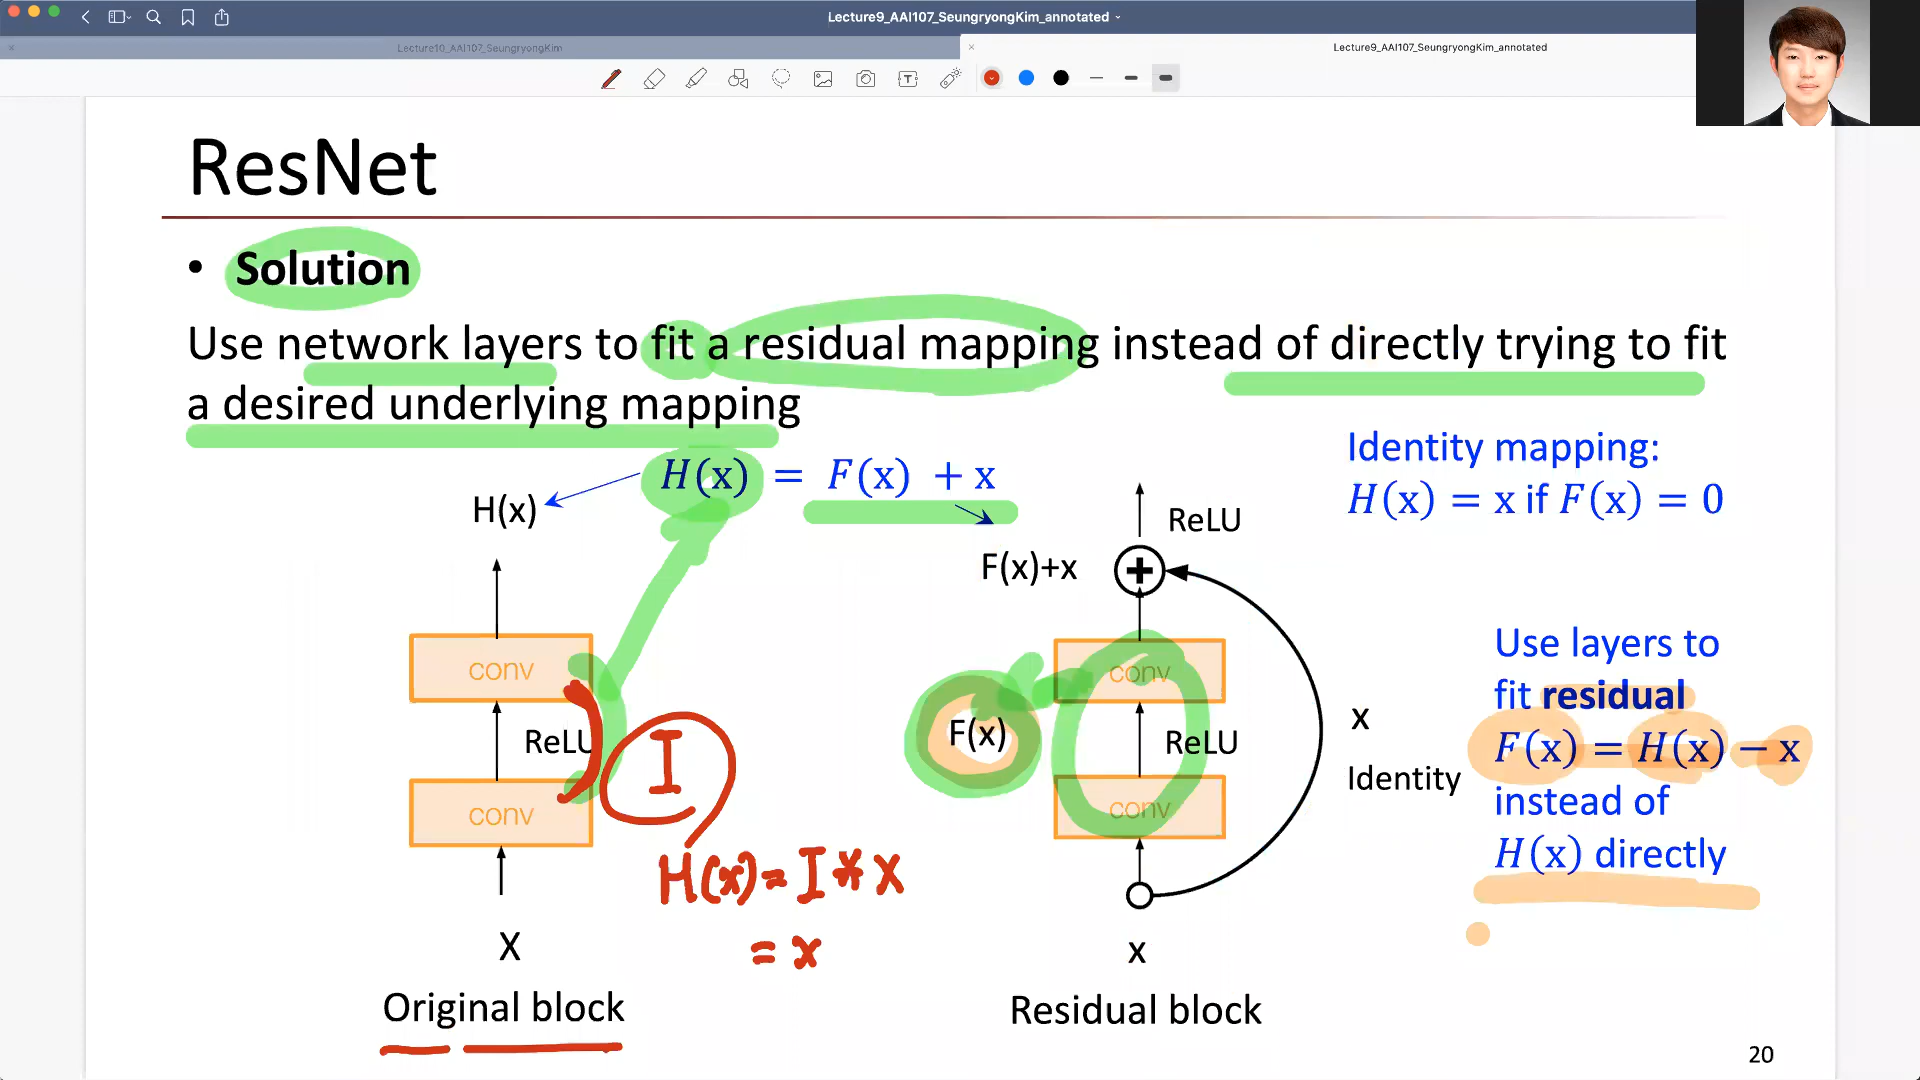 Lecture9_AAI107_SeungryongKim_annotated
Lecture10_AAI107_SeungryongKim
Lecture9_AAI107_SeungryongKim_annotated
ResNet
• Solution
Use network layers to fit a residual mapping instead of directly trying to fit
a desired underlying mapping
H(x) = F(x) + x
H(x)
conv
ReLU
conv
X
Original block
I
H(x)=I*X
=x
ReLU
F(x)+x
+
conv
F(x)
ReLU
conv
x
Identity
x
Residual block
Identity mapping:
H(x) = x if F(x) = 0
Use layers to
fit residual
F(x) = H(x) − x
instead of
H(x) directly
20